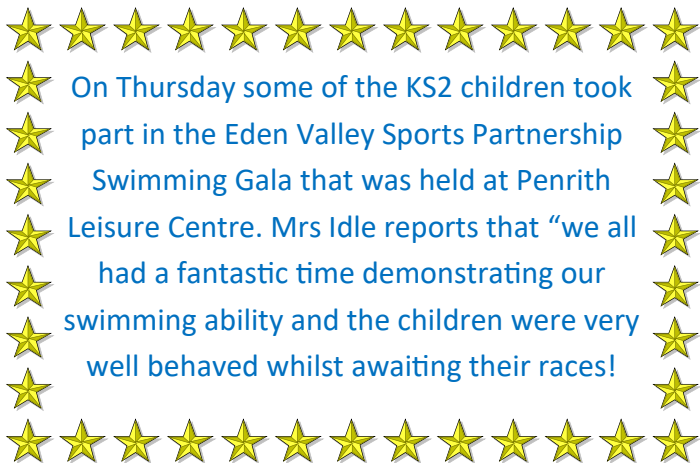 On Thursday some of the KS2 children took
part in the Eden Valley Sports Partnership
Swimming Gala that was held at Penrith
Leisure Centre. Mrs Idle reports that “we all
had a fantastic time demonstrating our
swimming ability and the children were very
well behaved whilst awaiting their races!